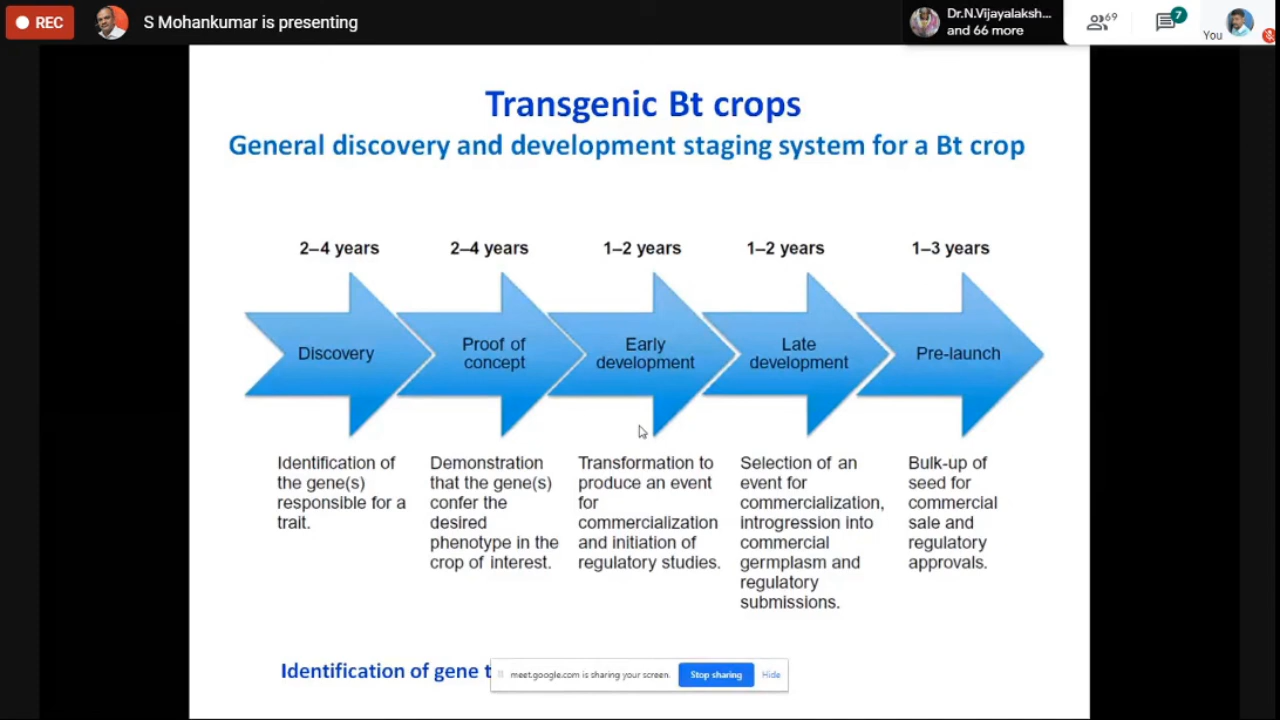 REC
S Mohankumar is presenting
Dr.N.Vijayalaksh...
and 66 more
69
7
You
Transgenic Bt crops
General discovery and development staging system for a Bt crop
2–4 years
2–4 years
1–2 years
1–2 years
1–3 years
Discovery
Proof of
concept
Early
development
Late
development
Pre-launch
Identification of
the gene(s)
responsible for a
trait.
Demonstration
that the gene(s)
confer the
desired
phenotype in the
crop of interest.
Transformation to
produce an event
for
commercialization
and initiation of
regulatory studies.
Selection of an
event for
commercialization,
introgression into
commercial
germplasm and
regulatory
submissions.
Bulk-up of
seed for
commercial
sale and
regulatory
approvals.
Identification of gene t
meet.google.com is sharing your screen.
Stop sharing
Hide